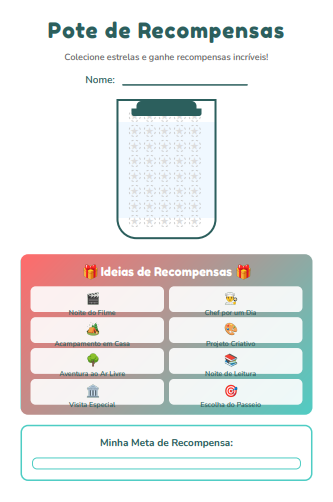 Pote de Recompensas
Colecione estrelas e ganhe recompensas incríveis!
Nome:
🎁 Ideias de Recompensas 🎁
Noite do Filme
Chef por um Dia
Acampamento em Casa
Projeto Criativo
Aventura ao Ar Livre
Noite de Leitura
Visita Especial
Escolha do Passeio
Minha Meta de Recompensa: